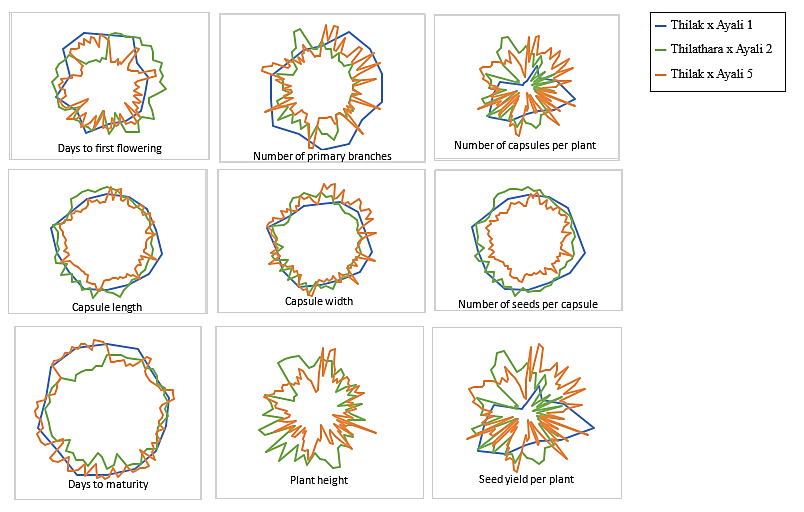 Thilak x Ayali 1
Thilathara x Ayali 2
Thilak x Ayali 5
Days to first flowering
Number of primary branches
Number of capsules per plant
Capsule length
Capsule width
Number of seeds per capsule
Days to maturity
Plant height
Seed yield per plant